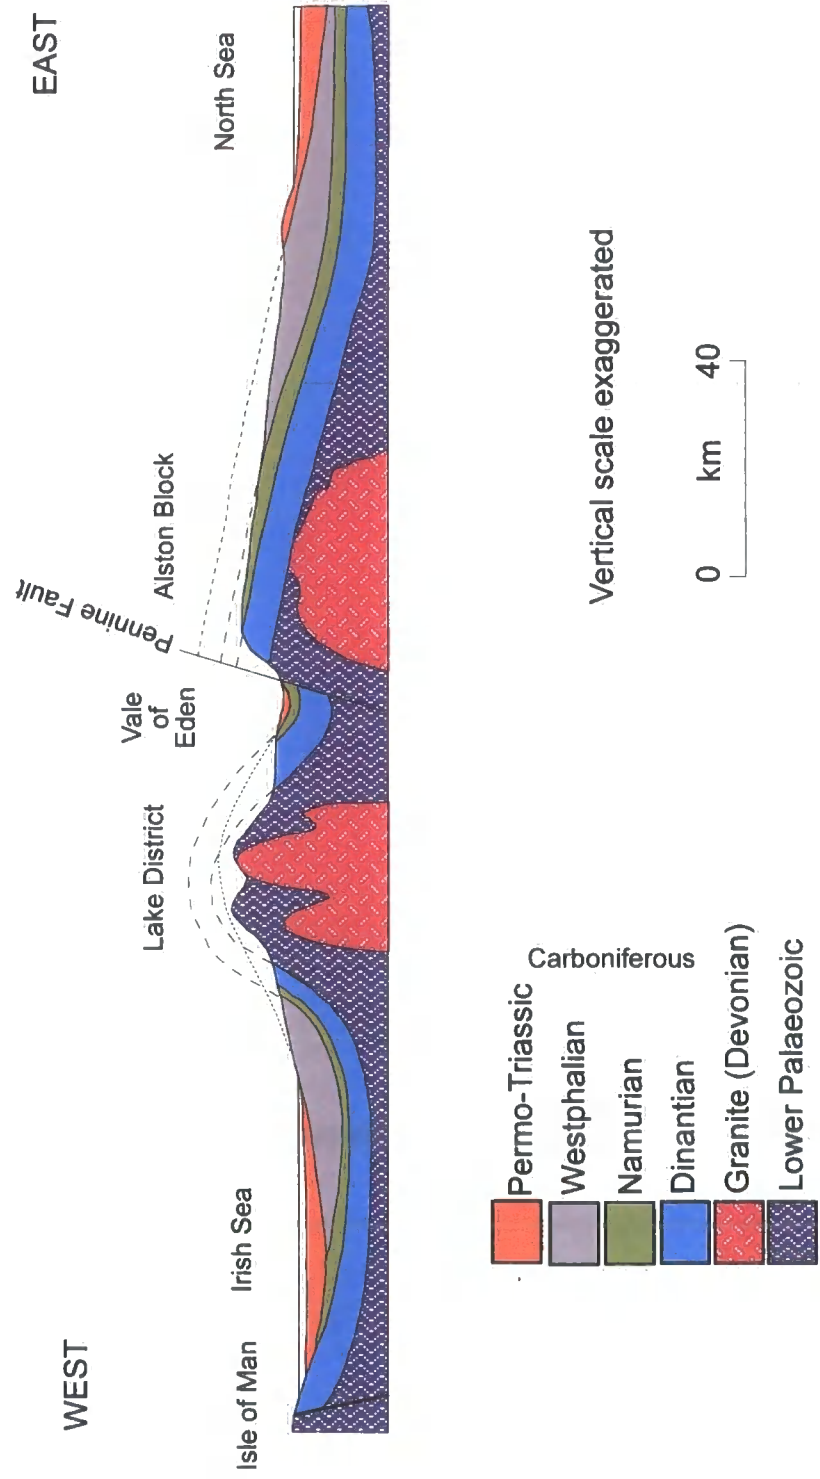 WEST
EAST
Isle of Man
Irish Sea
Lake District
Vale
of
Eden
Pennine Fault
Alston Block
North Sea
Permo-Triassic
Westphalian
Namurian
Dinantian
Granite (Devonian)
Lower Palaeozoic
Carboniferous
Vertical scale exaggerated
0 km 40